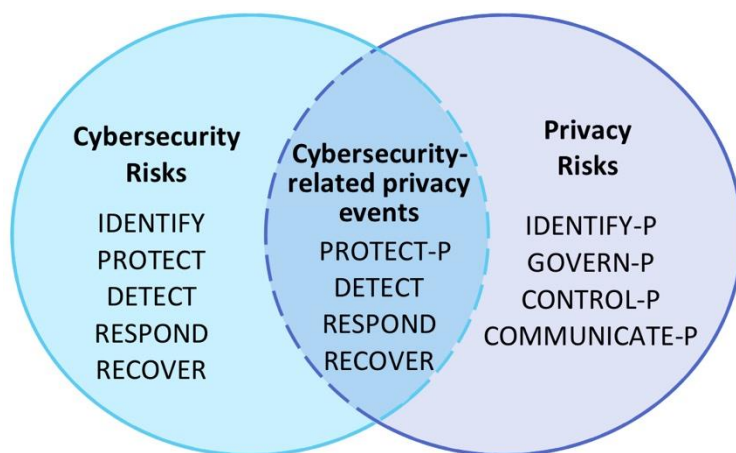 Cybersecurity
Risks
IDENTIFY
PROTECT
DETECT
RESPOND
RECOVER
Cybersecurity-
related privacy
events
PROTECT-P
DETECT
RESPOND
RECOVER
Privacy
Risks
IDENTIFY-P
GOVERN-P
CONTROL-P
COMMUNICATE-P